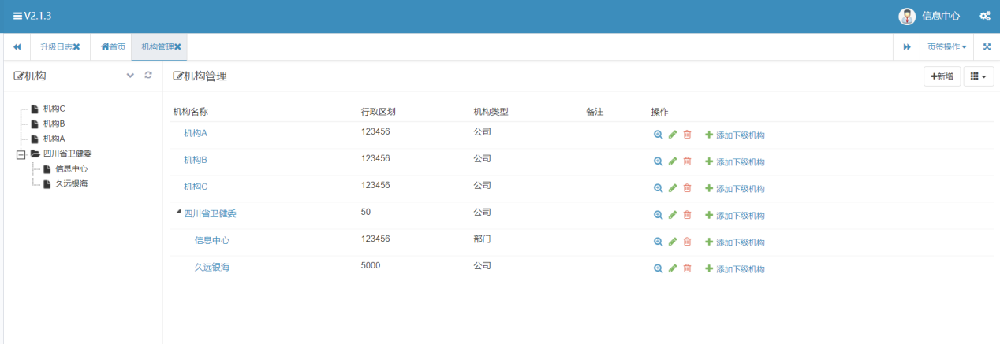 V2.1.3
信息中心
升级日志
首页
机构管理
页签操作
机构
机构C
机构B
机构A
四川省卫健委
信息中心
久远银海
机构管理
新增
机构名称 行政区划 机构类型 备注 操作
机构A 123456 公司 添加下级机构
机构B 123456 公司 添加下级机构
机构C 123456 公司 添加下级机构
四川省卫健委 50 公司 添加下级机构
信息中心 123456 部门 添加下级机构
久远银海 5000 公司 添加下级机构